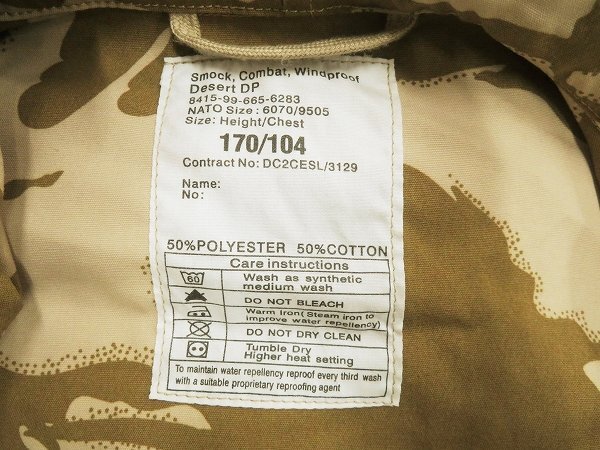 Smock, Combat, Windproof
Desert DP
8415-99-665-6283
NATO Size: 6070/9505
Size: Height/Chest
170/104
Contract No: DC2CESL/3129
Name:
No:
50%POLYESTER 50%COTTON
Care instructions
60
Wash as synthetic
medium wash
DO NOT BLEACH
Warm Iron(Steam iron to
improve water repellency)
DO NOT DRY CLEAN
Tumble Dry
Higher heat setting
To maintain water repellency reproof every third wash
with a suitable proprietary reproofing agent